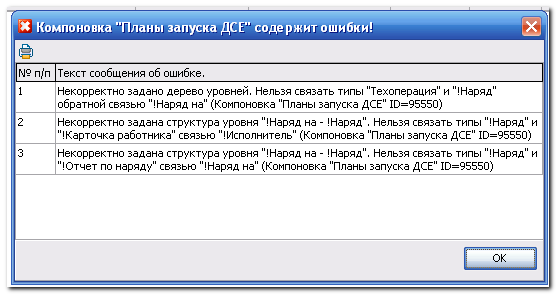 Компоновка "Планы запуска ДСЕ" содержит ошибки!
№ п/п Текст сообщения об ошибке.
1 Некорректно задано дерево уровней. Нельзя связать типы "Техоперация" и "!Наряд"
обратной связью "!Наряд на" (Компоновка "Планы запуска ДСЕ" ID=95550)
2 Некорректно задана структура уровня "!Наряд на - !Наряд". Нельзя связать типы "!Наряд" и
"!Карточка работника" связью "!Исполнитель" (Компоновка "Планы запуска ДСЕ" ID=95550)
3 Некорректно задана структура уровня "!Наряд на - !Наряд". Нельзя связать типы "!Наряд" и
"!Отчет по наряду" связью "!Наряд на" (Компоновка "Планы запуска ДСЕ" ID=95550)
OK